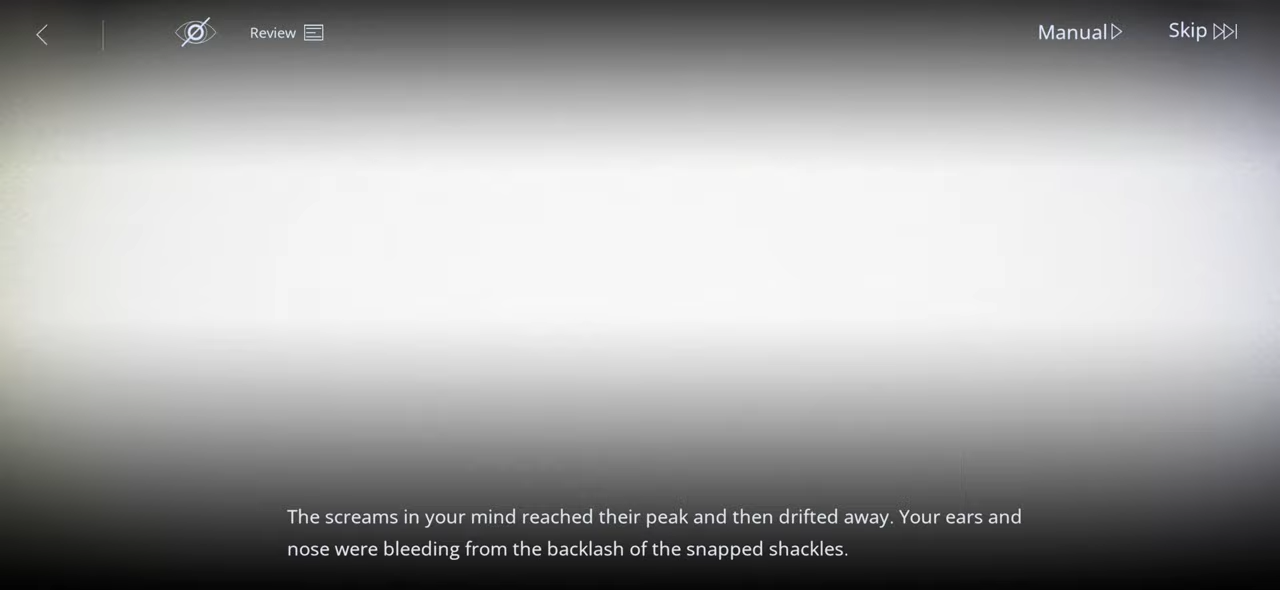 Review
Manual
Skip
The screams in your mind reached their peak and then drifted away. Your ears and
nose were bleeding from the backlash of the snapped shackles.